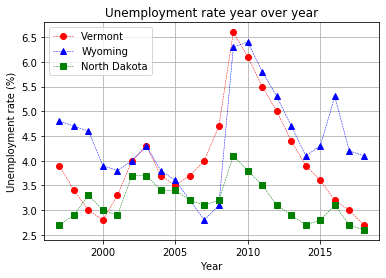 Unemployment rate year over year
Vermont
Wyoming
North Dakota
Unemployment rate (%)
6.5
6.0
5.5
5.0
4.5
4.0
3.5
3.0
2.5
2000
2005
2010
2015
Year